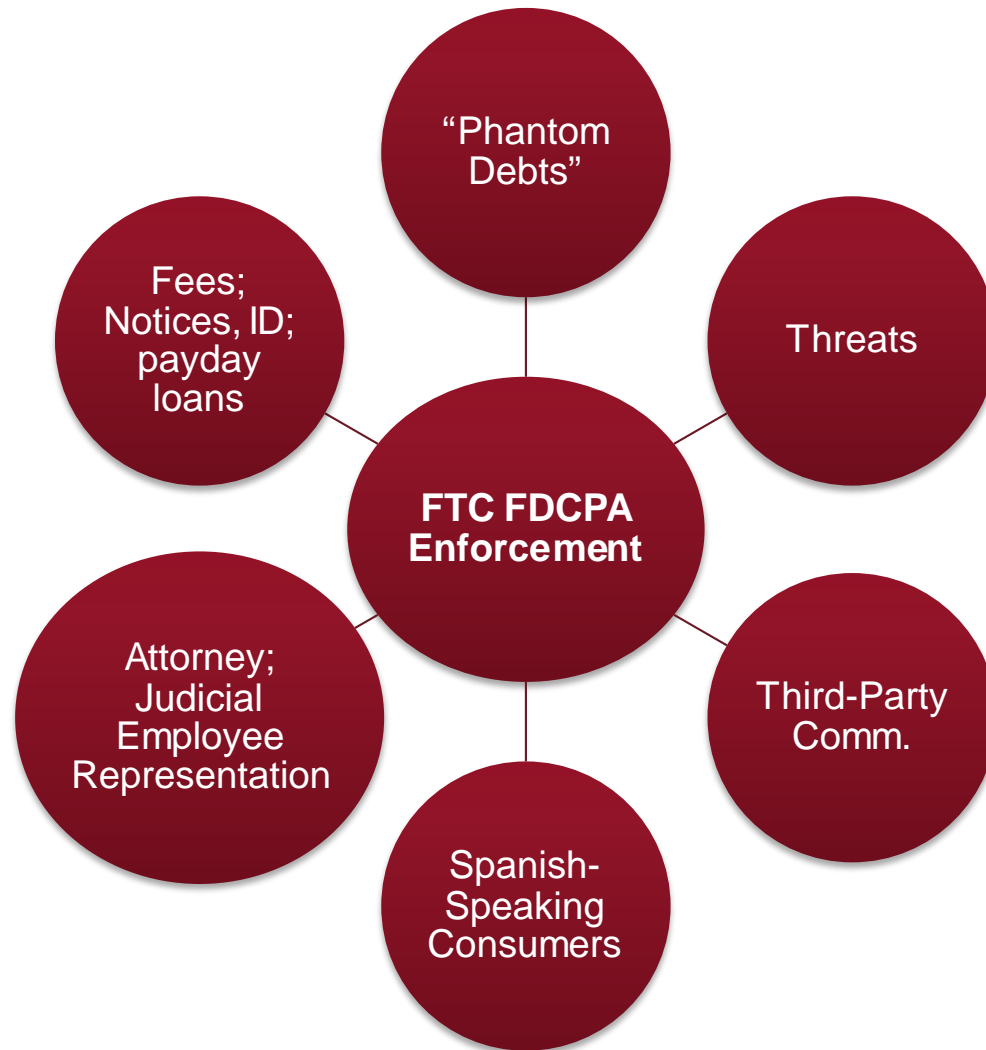 “Phantom
Debts”
Fees;
Notices, ID;
payday
loans
Threats
FTC FDCPA
Enforcement
Attorney;
Judicial
Employee
Representation
Third-Party
Comm.
Spanish-
Speaking
Consumers